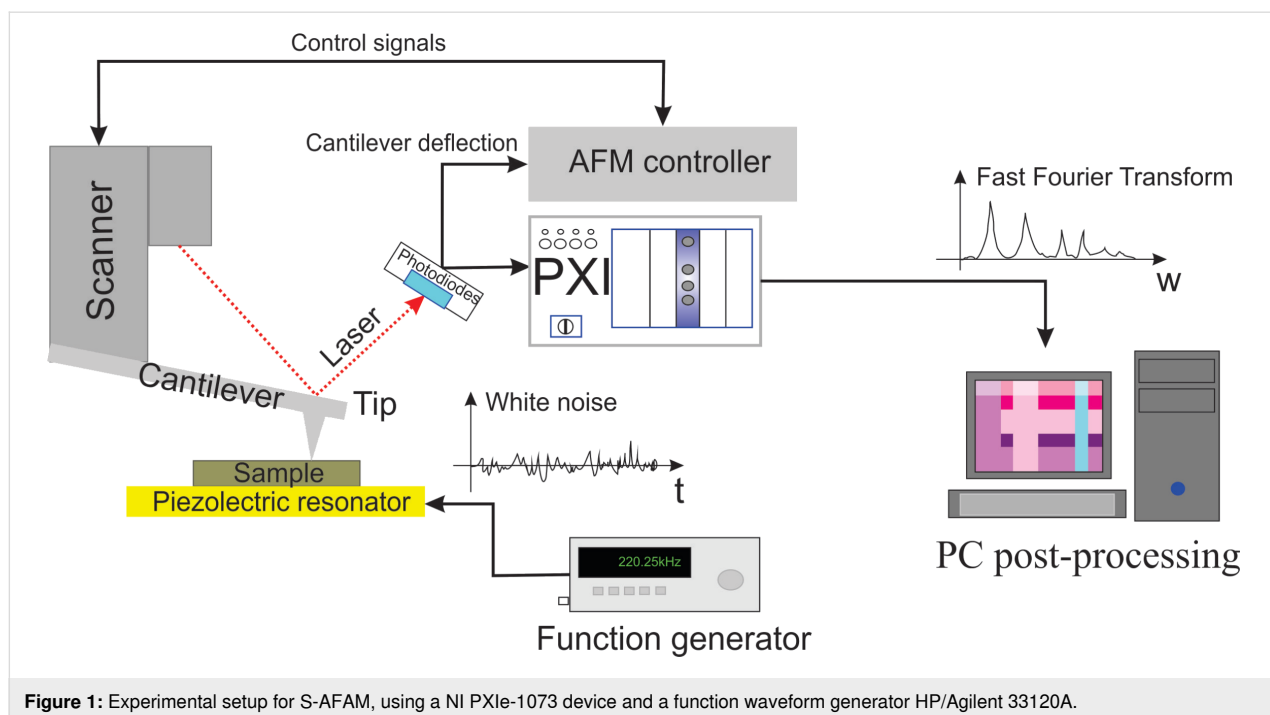 Control signals
Cantilever deflection
AFM controller
Scanner
Photodiodes
PXI
Fast Fourier Transform
w
Laser
Cantilever
Tip
White noise
t
Sample
Piezolectric resonator
220.25kHz
PC post-processing
Function generator
Figure 1: Experimental setup for S-AFAM, using a NI PXIe-1073 device and a function waveform generator HP/Agilent 33120A.